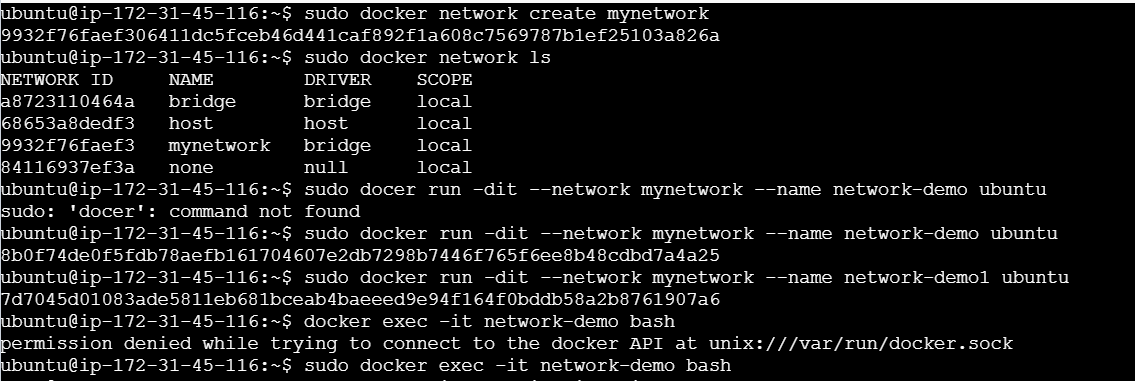 ubuntu@ip-172-31-45-116:~$ sudo docker network create mynetwork
9932f76faef306411dc5fceb46d441caf892f1a608c7569787b1ef25103a826a
ubuntu@ip-172-31-45-116:~$ sudo docker network ls
NETWORK ID     NAME        DRIVER    SCOPE
a8723110464a   bridge      bridge    local
68653a8dedf3   host        host      local
9932f76faef3   mynetwork   bridge    local
84116937ef3a   none        null      local
ubuntu@ip-172-31-45-116:~$ sudo docer run -dit --network mynetwork --name network-demo ubuntu
sudo: 'docer': command not found
ubuntu@ip-172-31-45-116:~$ sudo docker run -dit --network mynetwork --name network-demo ubuntu
8b0f74de0f5fdb78aefb161704607e2db7298b7446f765f6ee8b48cdbd7a4a25
ubuntu@ip-172-31-45-116:~$ sudo docker run -dit --network mynetwork --name network-demo1 ubuntu
7d7045d01083ade5811eb681bceab4baeeed9e94f164f0bddb58a2b8761907a6
ubuntu@ip-172-31-45-116:~$ docker exec -it network-demo bash
permission denied while trying to connect to the docker API at unix:///var/run/docker.sock
ubuntu@ip-172-31-45-116:~$ sudo docker exec -it network-demo bash